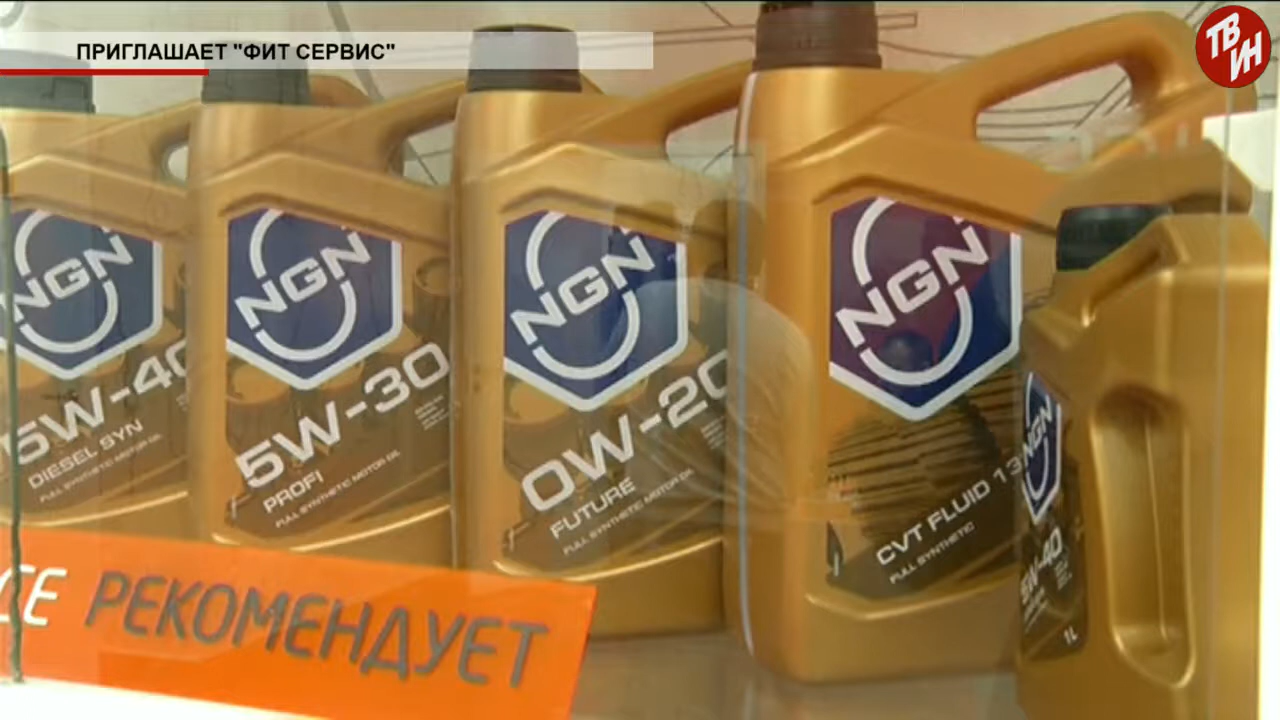 ПРИГЛАШАЕТ "ФИТ СЕРВИС"
ТВ
ИН
NGN
5W-40
DIESEL SYN
FULL SYNTHETIC MOTOR OIL
NGN
5W-30
PROFI
FULL SYNTHETIC MOTOR OIL
NGN
0W-20
FUTURE
FULL SYNTHETIC MOTOR OIL
NGN
CVT FLUID 13
FULL SYNTHETIC
NGN
5W-40
1L
СЕ РЕКОМЕНДУЕТ